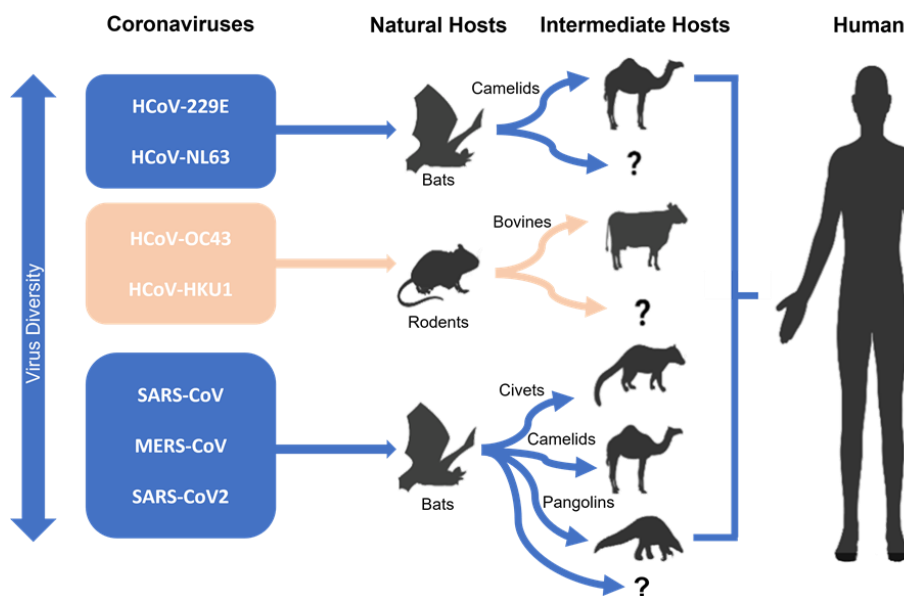 Coronaviruses
Natural Hosts
Intermediate Hosts
Human
Virus Diversity
HCoV-229E
HCoV-NL63
Bats
Camelids
?
HCoV-OC43
HCoV-HKU1
Rodents
Bovines
?
SARS-CoV
MERS-CoV
SARS-CoV2
Bats
Civets
Camelids
Pangolins
?